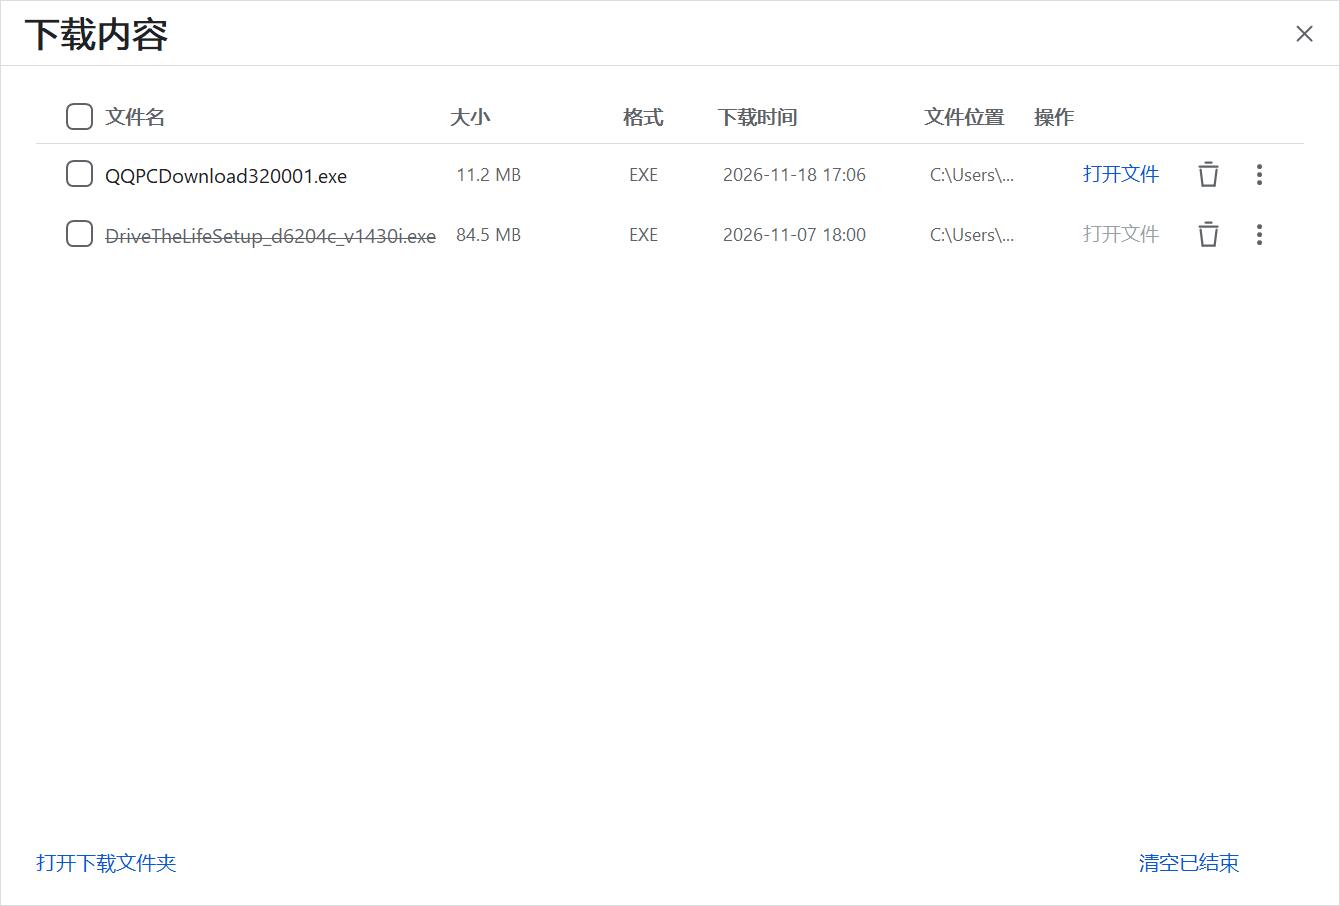 下载内容
文件名 大小 格式 下载时间 文件位置 操作
QQPCDownload320001.exe 11.2 MB EXE 2026-11-18 17:06 C:\Users\... 打开文件
DriveTheLifeSetup_d6204c_v1430i.exe 84.5 MB EXE 2026-11-07 18:00 C:\Users\... 打开文件
打开下载文件夹 清空已结束